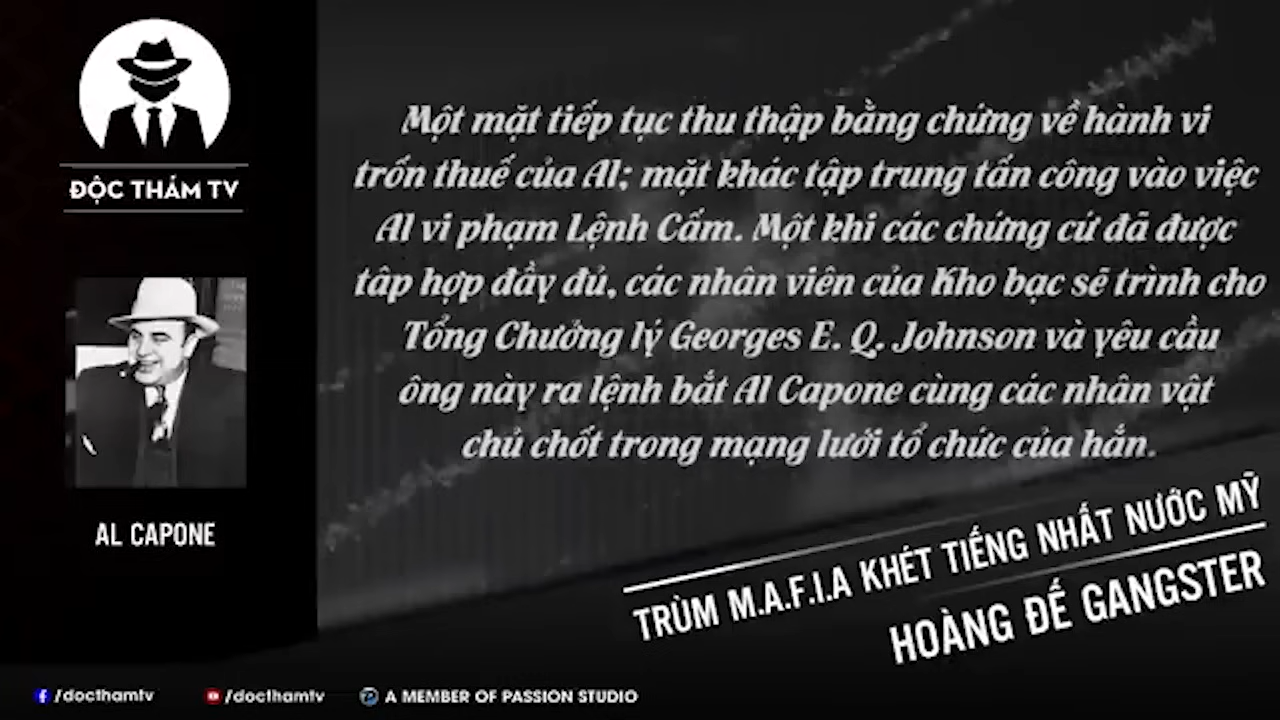 ĐỘC THÁM TV
AL CAPONE
Một mặt tiếp tục thu thập bằng chứng về hành vi
trốn thuế của Al; mặt khác tập trung tấn công vào việc
Al vi phạm Lệnh Cấm. Một khi các chứng cứ đã được
tâp hợp đầy đủ, các nhân viên của Kho bạc sẽ trình cho
Tổng Chưởng lý Georges E. Q. Johnson và yêu cầu
ông này ra lệnh bắt Al Capone cùng các nhân vật
chủ chốt trong mạng lưới tổ chức của hắn.
TRÙM M.A.F.I.A KHÉT TIẾNG NHẤT NƯỚC MỸ
HOÀNG ĐẾ GANGSTER
/docthamtv /docthamtv A MEMBER OF PASSION STUDIO